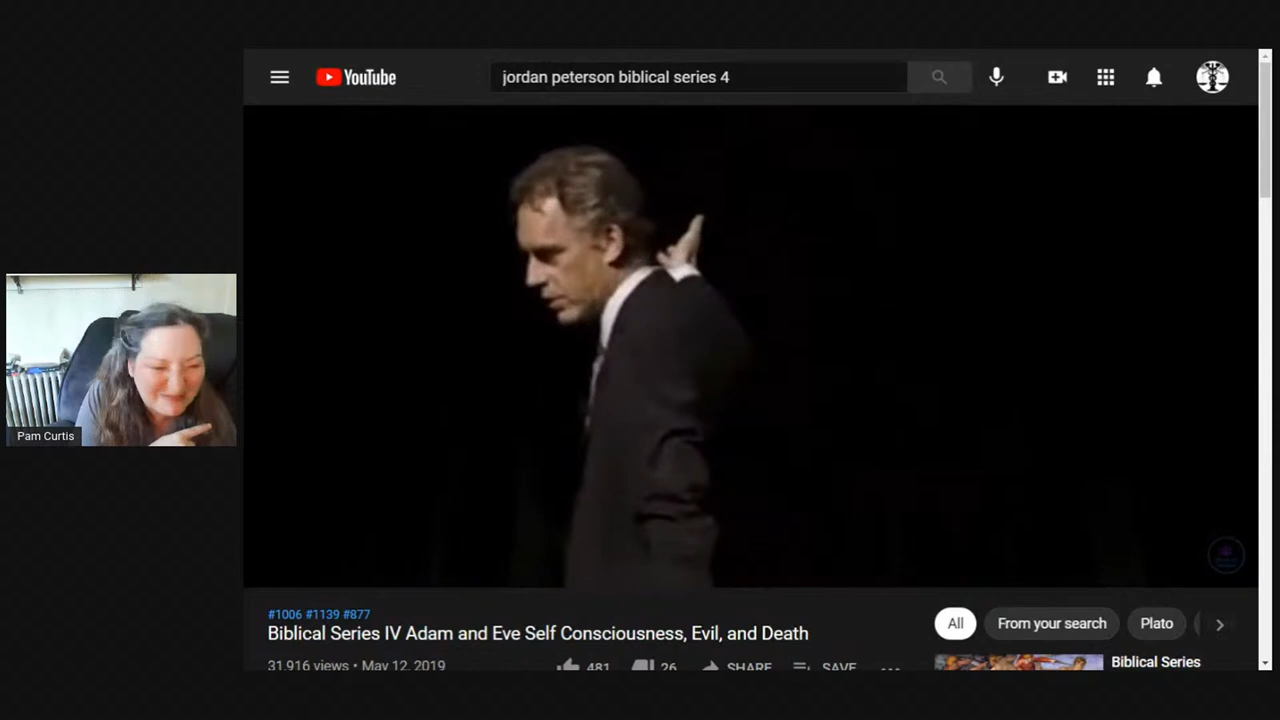 YouTube
jordan peterson biblical series 4
Pam Curtis
#1006 #1139 #877
Biblical Series IV Adam and Eve Self Consciousness, Evil, and Death
All
From your search
Plato
31,916 views • May 12, 2019
481
26
SHARE
SAVE
Biblical Series